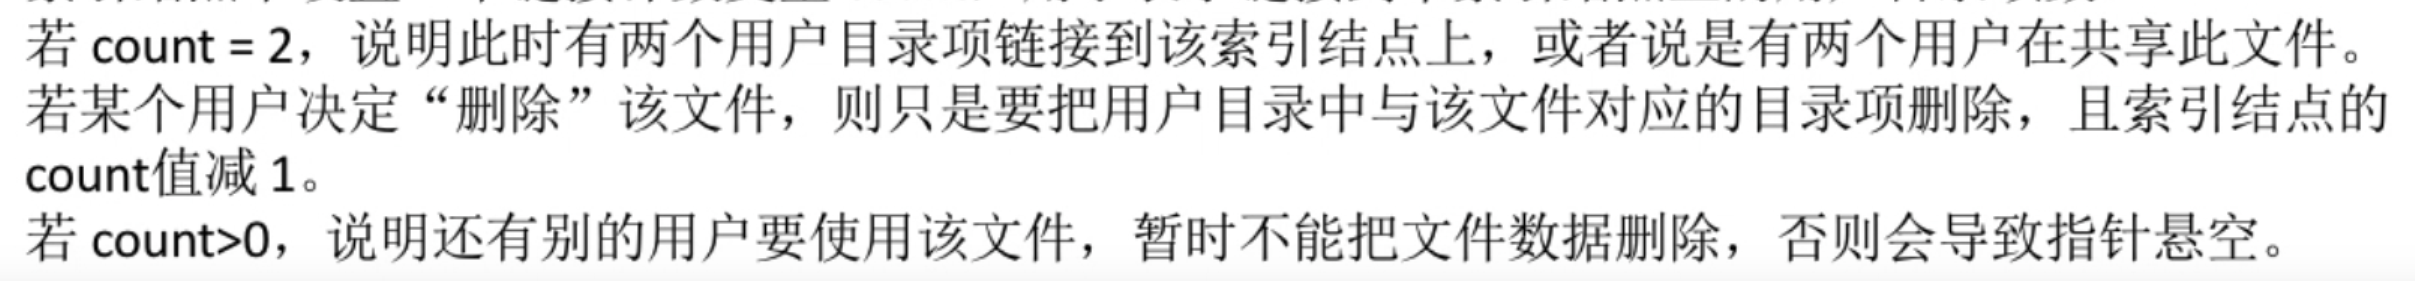 若 count = 2，说明此时有两个用户目录项链接到该索引结点上，或者说是有两个用户在共享此文件。
若某个用户决定“删除”该文件，则只是要把用户目录中与该文件对应的目录项删除，且索引结点的
count值减 1。
若 count>0，说明还有别的用户要使用该文件，暂时不能把文件数据删除，否则会导致指针悬空。